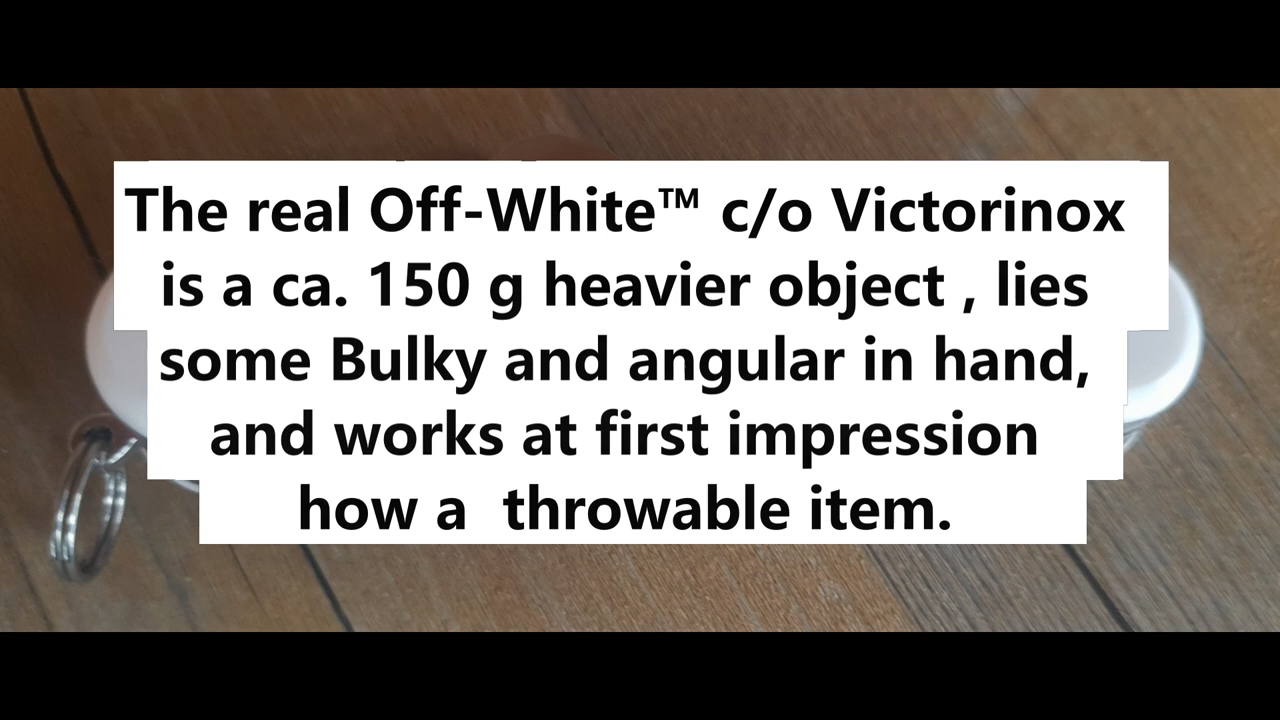 The real Off-White™ c/o Victorinox
is a ca. 150 g heavier object , lies
some Bulky and angular in hand,
and works at first impression
how a  throwable item.